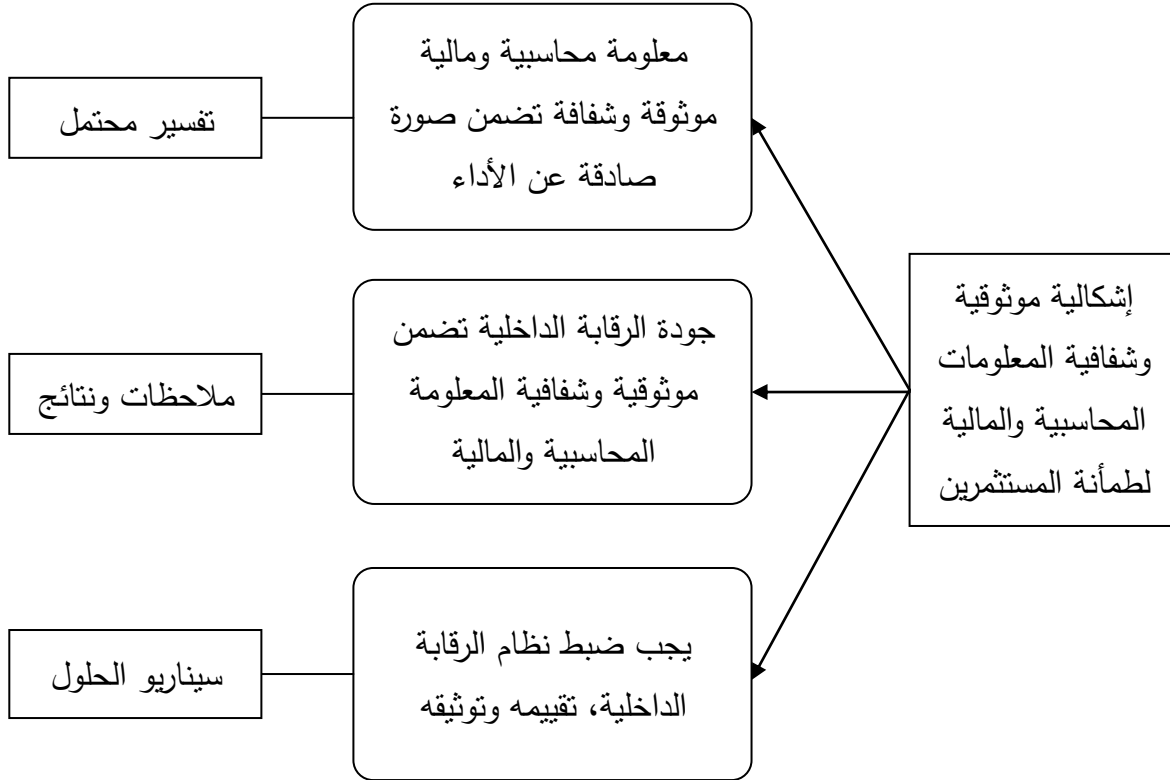 إشكالية موثوقية
وشفافية المعلومات
المحاسبية والمالية
لطمأنة المستثمرين
معلومة محاسبية ومالية
موثوقة وشفافة تضمن صورة
صادقة عن الأداء
تفسير محتمل
جودة الرقابة الداخلية تضمن
موثوقية وشفافية المعلومة
المحاسبية والمالية
ملاحظات ونتائج
يجب ضبط نظام الرقابة
الداخلية، تقييمه وتوثيقه
سيناريو الحلول